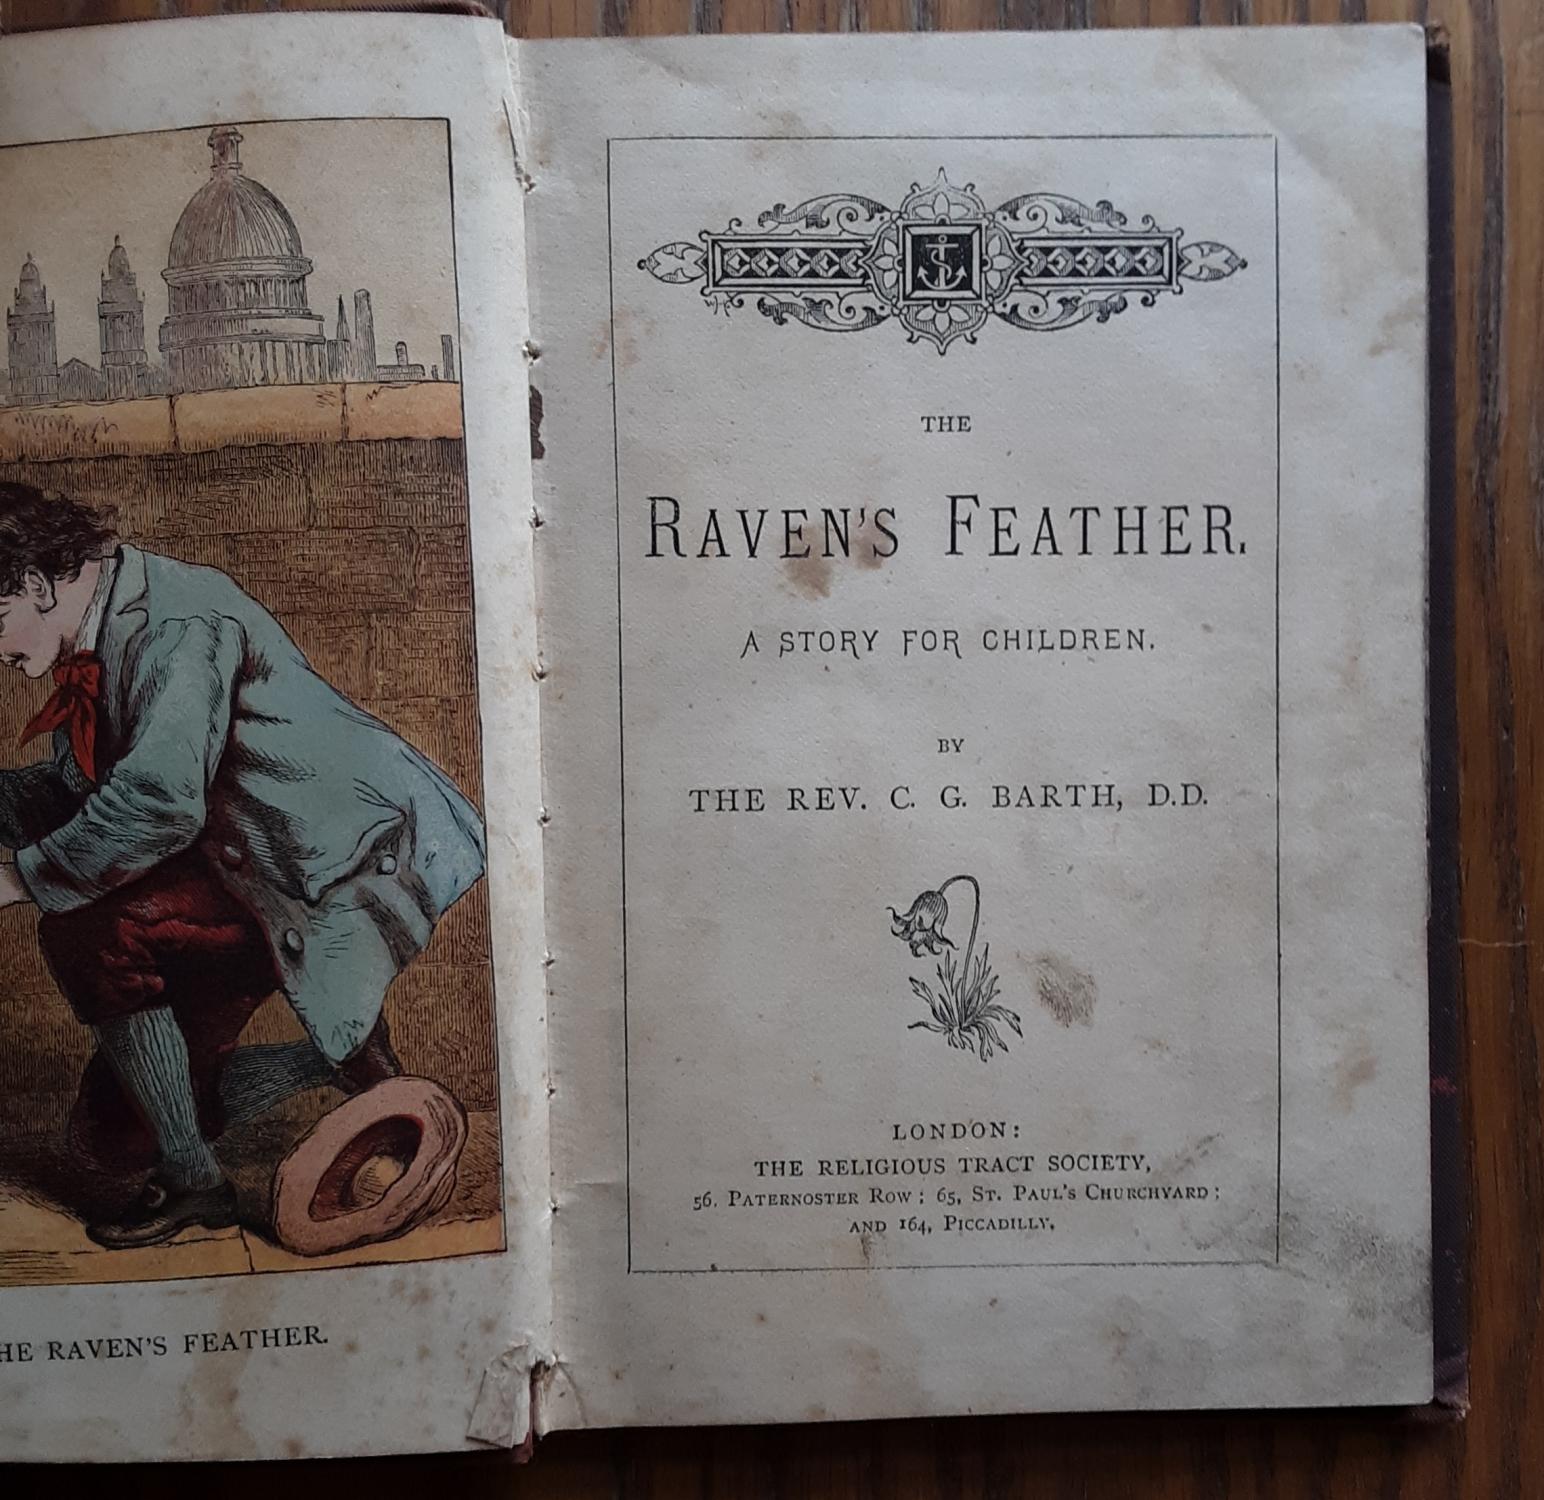 HE RAVEN'S FEATHER.
THE
RAVEN'S FEATHER.
A STORY FOR CHILDREN.
BY
THE REV. C. G. BARTH, D.D.
LONDON:
THE RELIGIOUS TRACT SOCIETY,
56, PATERNOSTER ROW; 65, ST. PAUL'S CHURCHYARD;
AND 164, PICCADILLY.